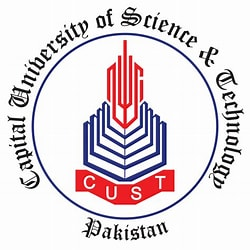 Capital University of Science & Technology
CUST
Pakistan